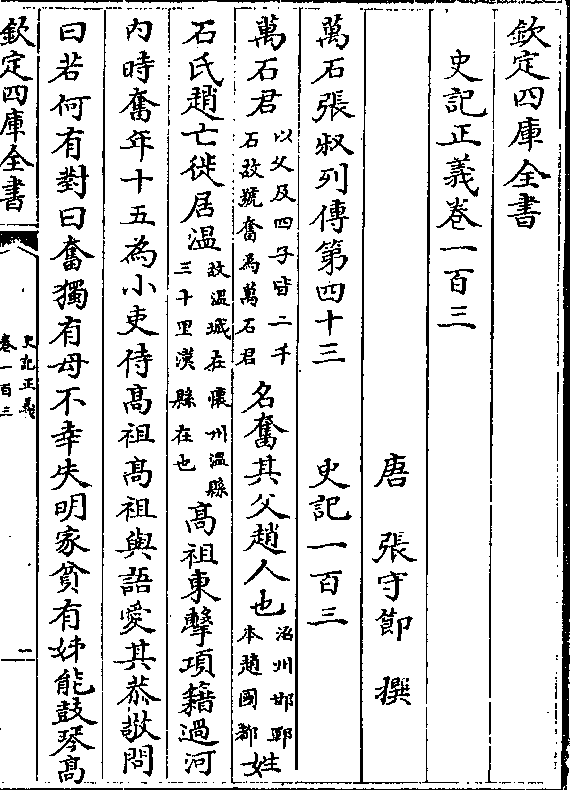 欽定四庫全書
史記正義卷一百三
唐 張守節 撰
萬石張叔列傳第四十三 史記一百三
萬石君以父及四子皆二千石故號奮為萬石君名奮其父趙人也洺州邯鄲本趙國都姓
石氏趙亡徙居温故温城在懷州温縣三十里漢縣在也高祖東擊項籍過河
内時奮年十五為小吏侍高祖高祖與語愛其恭敬問
曰若何有對曰奮獨有母不幸失明家貧有姊能鼓琴高
欽定四庫全書
史記正義
卷一百三
一